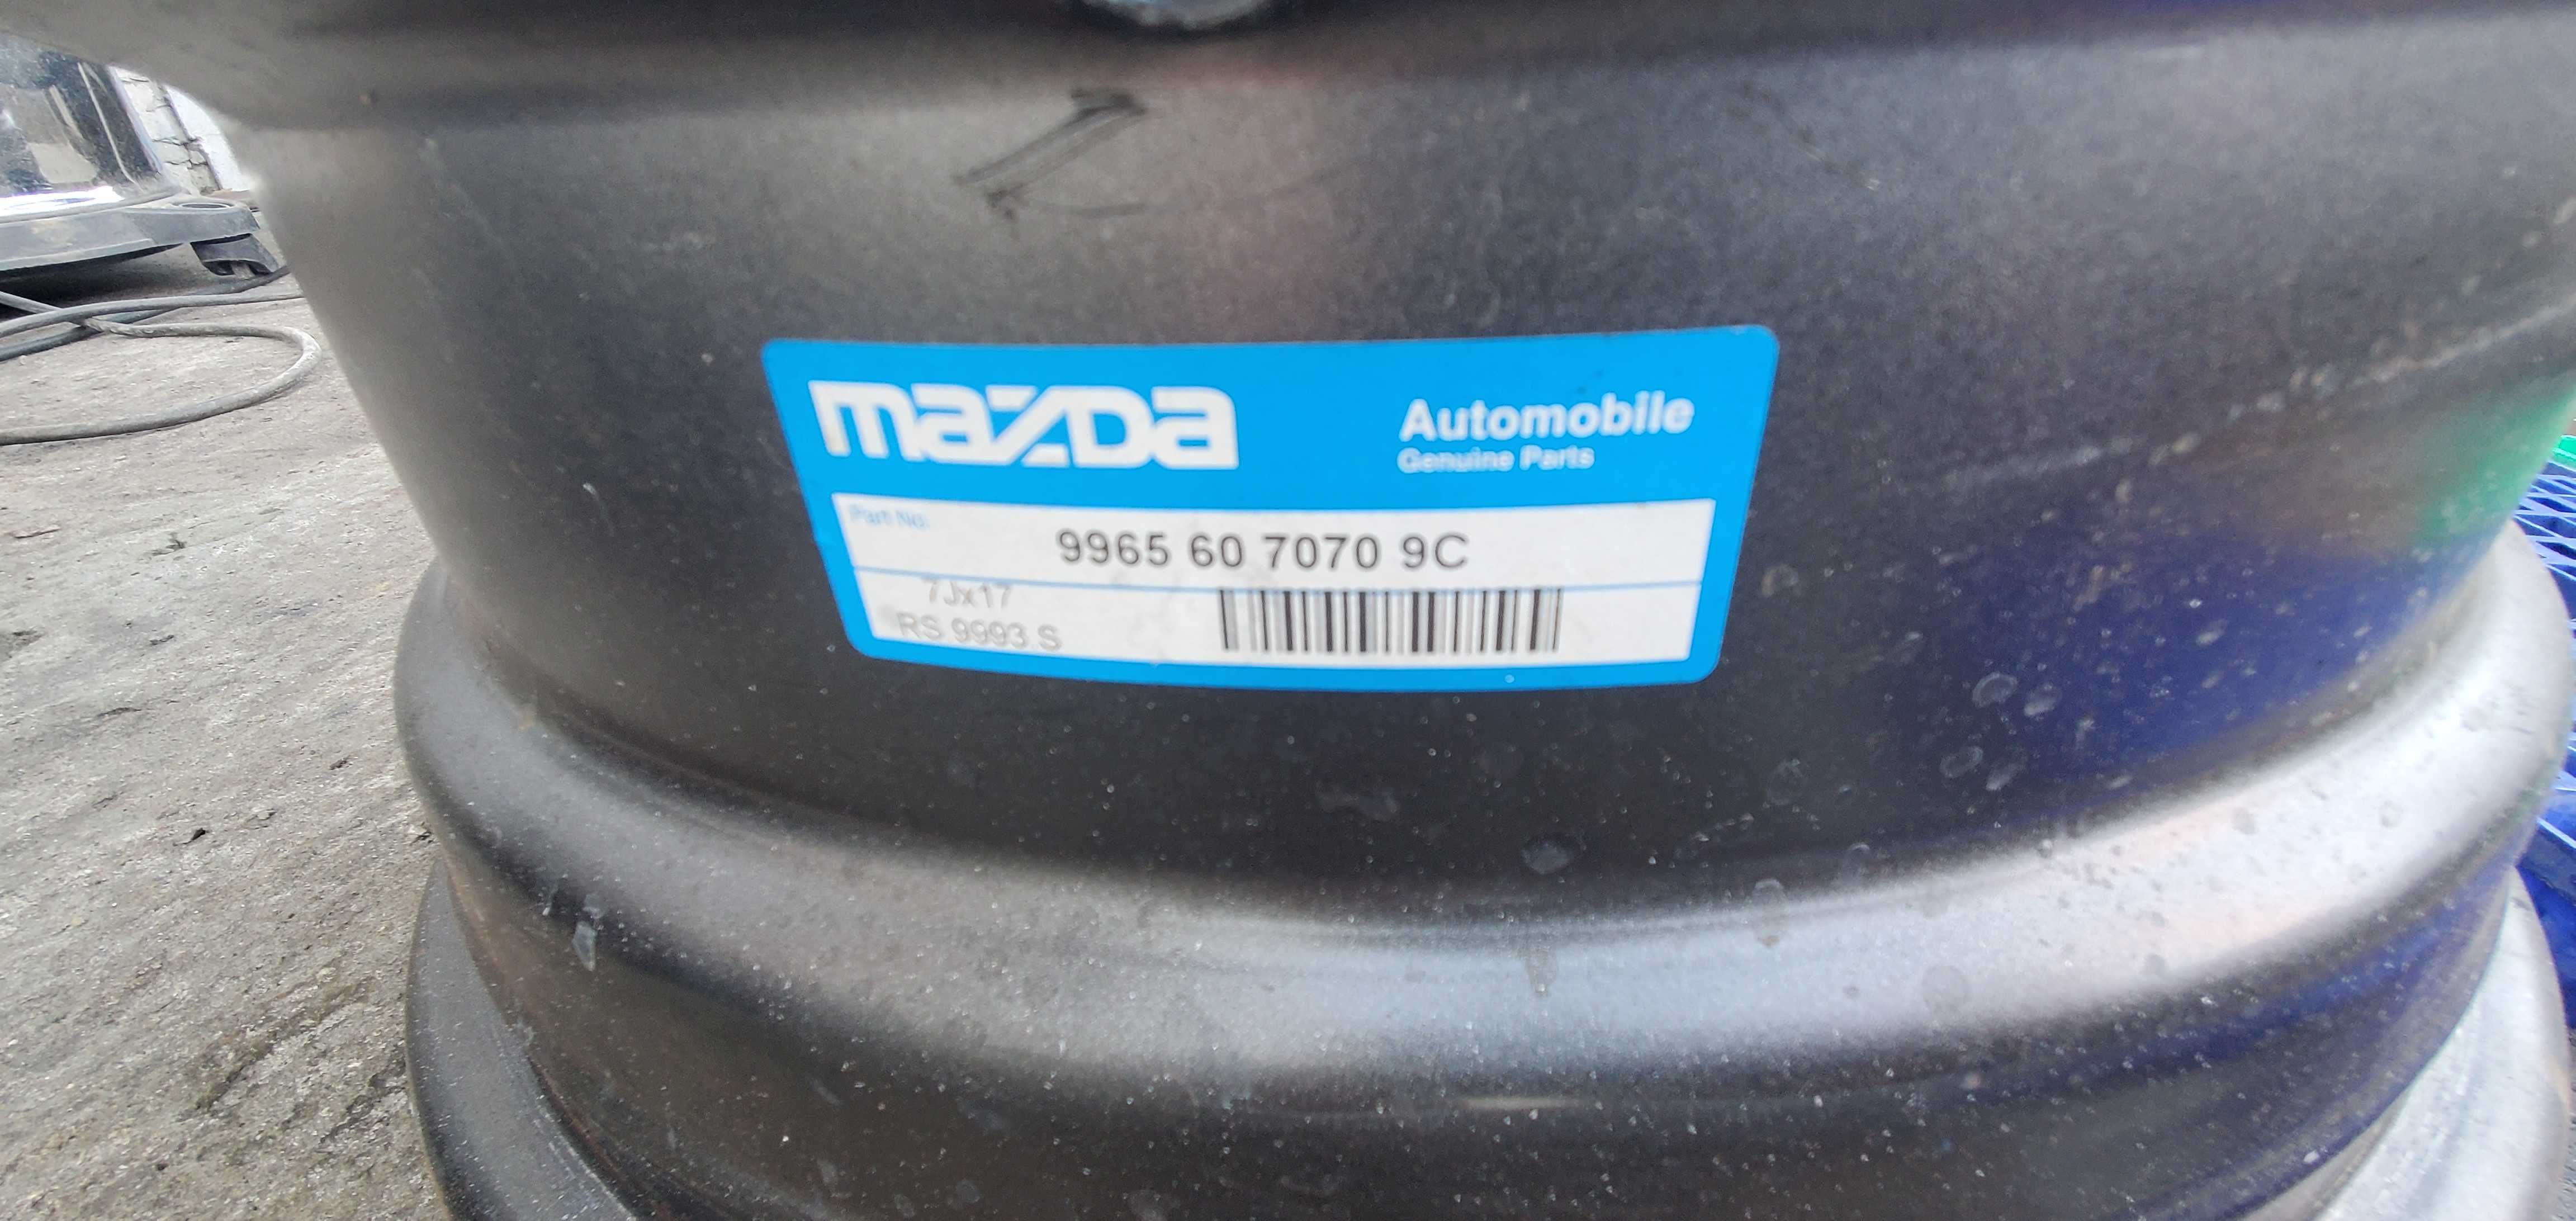 mazDa
Automobile
Genuine Parts
Part No.
9965 60 7070 9C
7Jx17
RS 9993 S